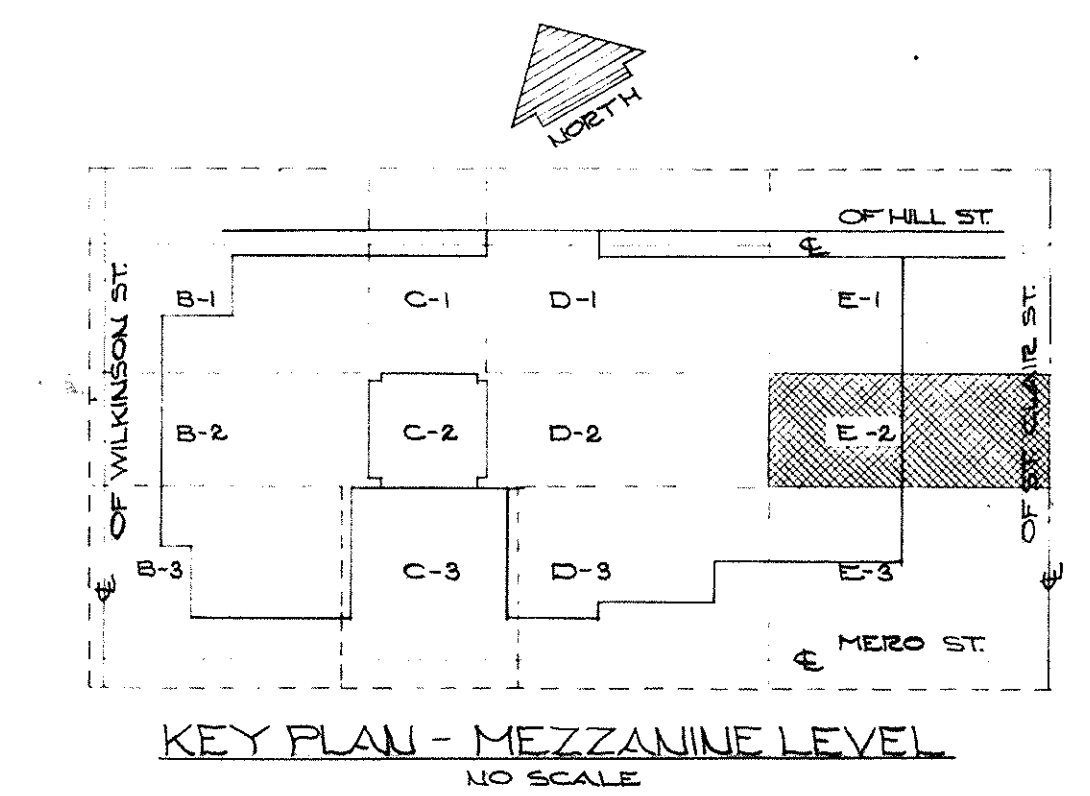 NORTH
OF HILL ST.
℄
B-1
C-1
D-1
E-1
℄ OF WILKINSON ST.
℄ OF ST. CLAIR ST.
B-2
C-2
D-2
E-2
B-3
C-3
D-3
E-3
℄ MERO ST.
KEY PLAN - MEZZANINE LEVEL
NO SCALE